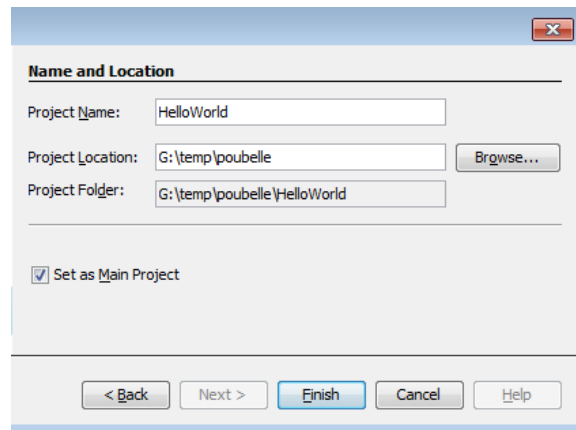 Name and Location
Project Name: HelloWorld
Project Location: G:\temp\poubelle Browse...
Project Folder: G:\temp\poubelle\HelloWorld
Set as Main Project
< Back Next > Finish Cancel Help